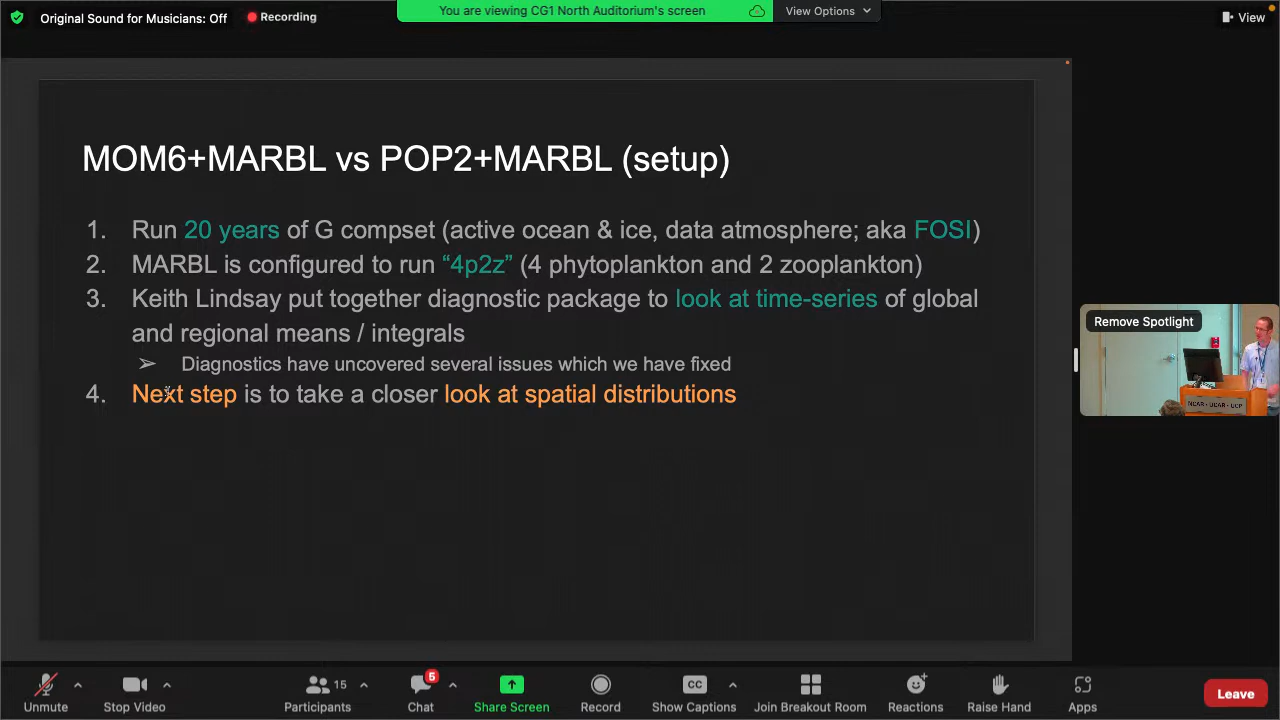 Original Sound for Musicians: Off
Recording
You are viewing CG1 North Auditorium's screen
View Options
View
MOM6+MARBL vs POP2+MARBL (setup)
1. Run 20 years of G compset (active ocean & ice, data atmosphere; aka FOSI)
2. MARBL is configured to run “4p2z” (4 phytoplankton and 2 zooplankton)
3. Keith Lindsay put together diagnostic package to look at time-series of global
and regional means / integrals
➢ Diagnostics have uncovered several issues which we have fixed
4. Next step is to take a closer look at spatial distributions
Remove Spotlight
NCAR - UCAR - UCP
Unmute
Stop Video
15
Participants
5
Chat
Share Screen
Record
CC
Show Captions
Join Breakout Room
Reactions
Raise Hand
Apps
Leave